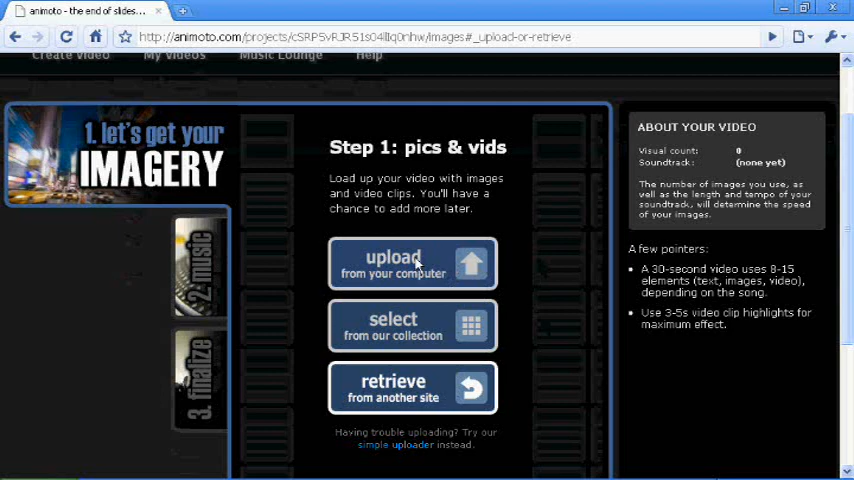 animoto - the end of slides...
http://animoto.com/projects/cSRP5vRJR51s04lIq0nhw/images#_upload-or-retrieve
Create Video
My Videos
Music Lounge
Help
1. let's get your
IMAGERY
2. music
3. finalize
Step 1: pics & vids
Load up your video with images
and video clips. You'll have a
chance to add more later.
upload
from your computer
select
from our collection
retrieve
from another site
Having trouble uploading? Try our
simple uploader instead.
ABOUT YOUR VIDEO
Visual count: 0
Soundtrack: (none yet)
The number of images you use, as
well as the length and tempo of your
soundtrack, will determine the speed
of your images.
A few pointers:
A 30-second video uses 8-15
elements (text, images, video),
depending on the song.
Use 3-5s video clip highlights for
maximum effect.